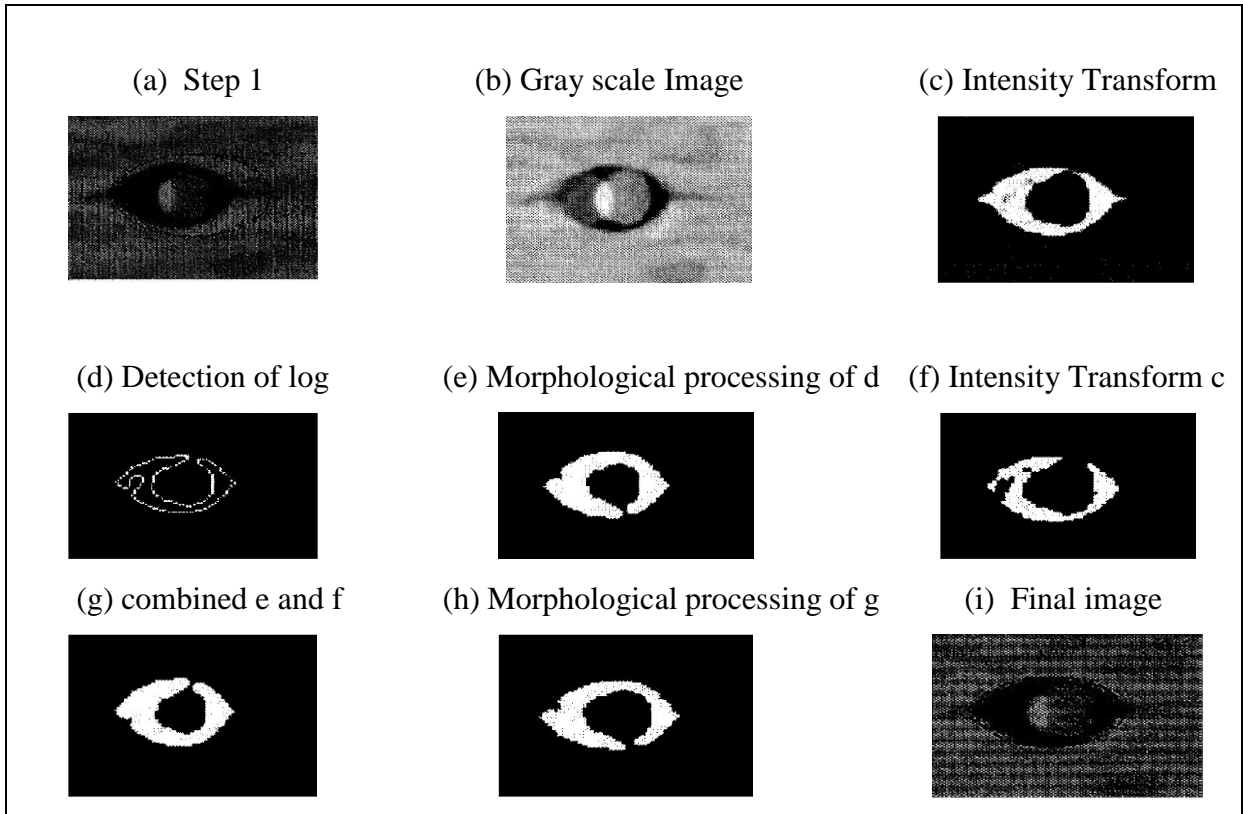 (a) Step 1
(b) Gray scale Image
(c) Intensity Transform
(d) Detection of log
(e) Morphological processing of d
(f) Intensity Transform c
(g) combined e and f
(h) Morphological processing of g
(i) Final image